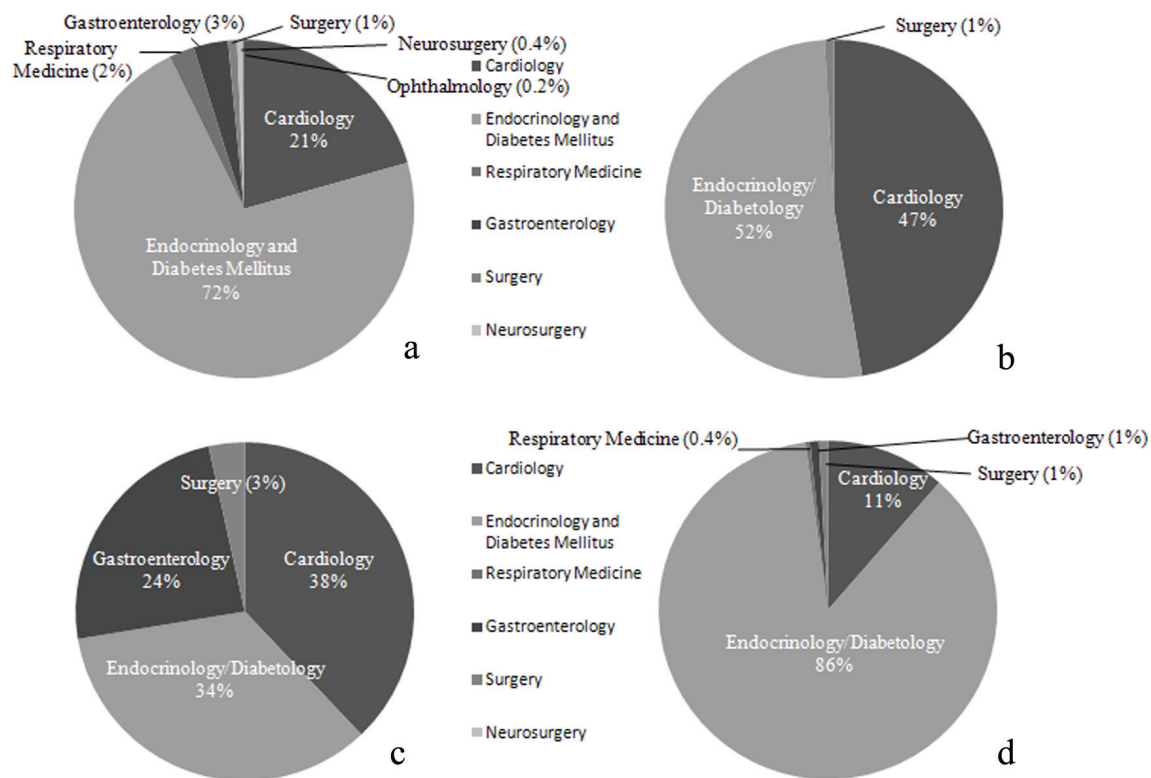 Gastroenterology (3%)
Surgery (1%)
Respiratory
Medicine (2%)
Neurosurgery (0.4%)
Ophthalmology (0.2%)
Cardiology
21%
Endocrinology and
Diabetes Mellitus
72%
a
Cardiology
Endocrinology and
Diabetes Mellitus
Respiratory Medicine
Gastroenterology
Surgery
Neurosurgery
Surgery (1%)
Endocrinology/
Diabetology
52%
Cardiology
47%
b
Surgery (3%)
Gastroenterology
24%
Cardiology
38%
Endocrinology/Diabetology
34%
c
Cardiology
Endocrinology and
Diabetes Mellitus
Respiratory Medicine
Gastroenterology
Surgery
Neurosurgery
Respiratory Medicine (0.4%)
Gastroenterology (1%)
Surgery (1%)
Cardiology
11%
Endocrinology/Diabetology
86%
d